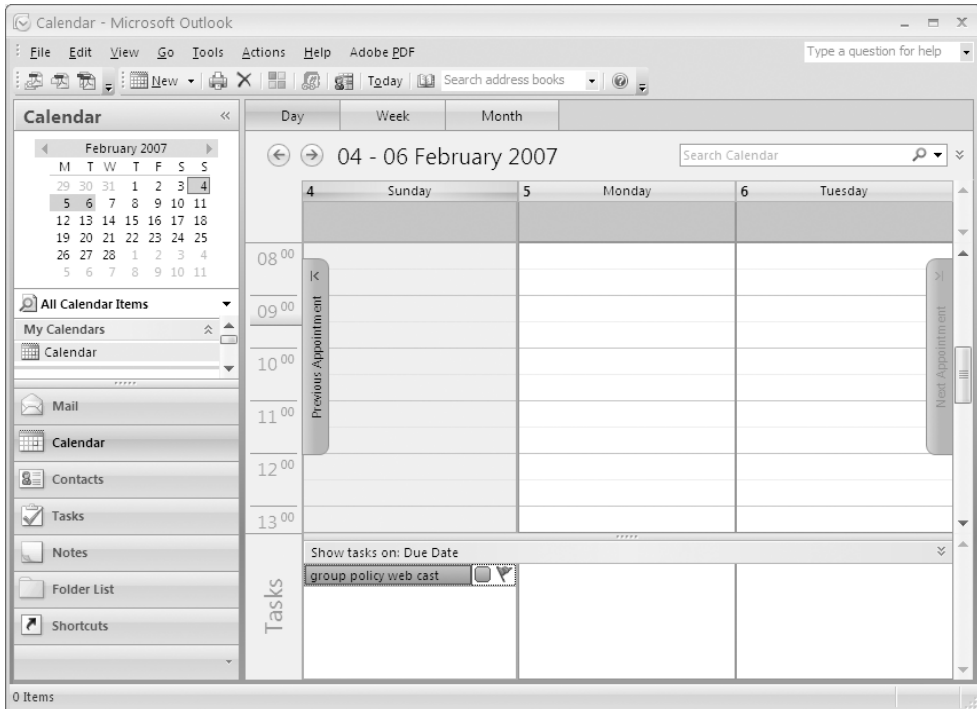 Calendar - Microsoft Outlook
File Edit View Go Tools Actions Help Adobe PDF
Type a question for help
New Today Search address books
Calendar
February 2007
M T W T F S S
29 30 31 1 2 3 4
5 6 7 8 9 10 11
12 13 14 15 16 17 18
19 20 21 22 23 24 25
26 27 28 1 2 3 4
5 6 7 8 9 10 11
All Calendar Items
My Calendars
Calendar
Mail
Calendar
Contacts
Tasks
Notes
Folder List
Shortcuts
Day Week Month
04 - 06 February 2007
Search Calendar
4 Sunday 5 Monday 6 Tuesday
08 00
09 00
10 00
11 00
12 00
13 00
Previous Appointment
Next Appointment
Tasks
Show tasks on: Due Date
group policy web cast
0 Items